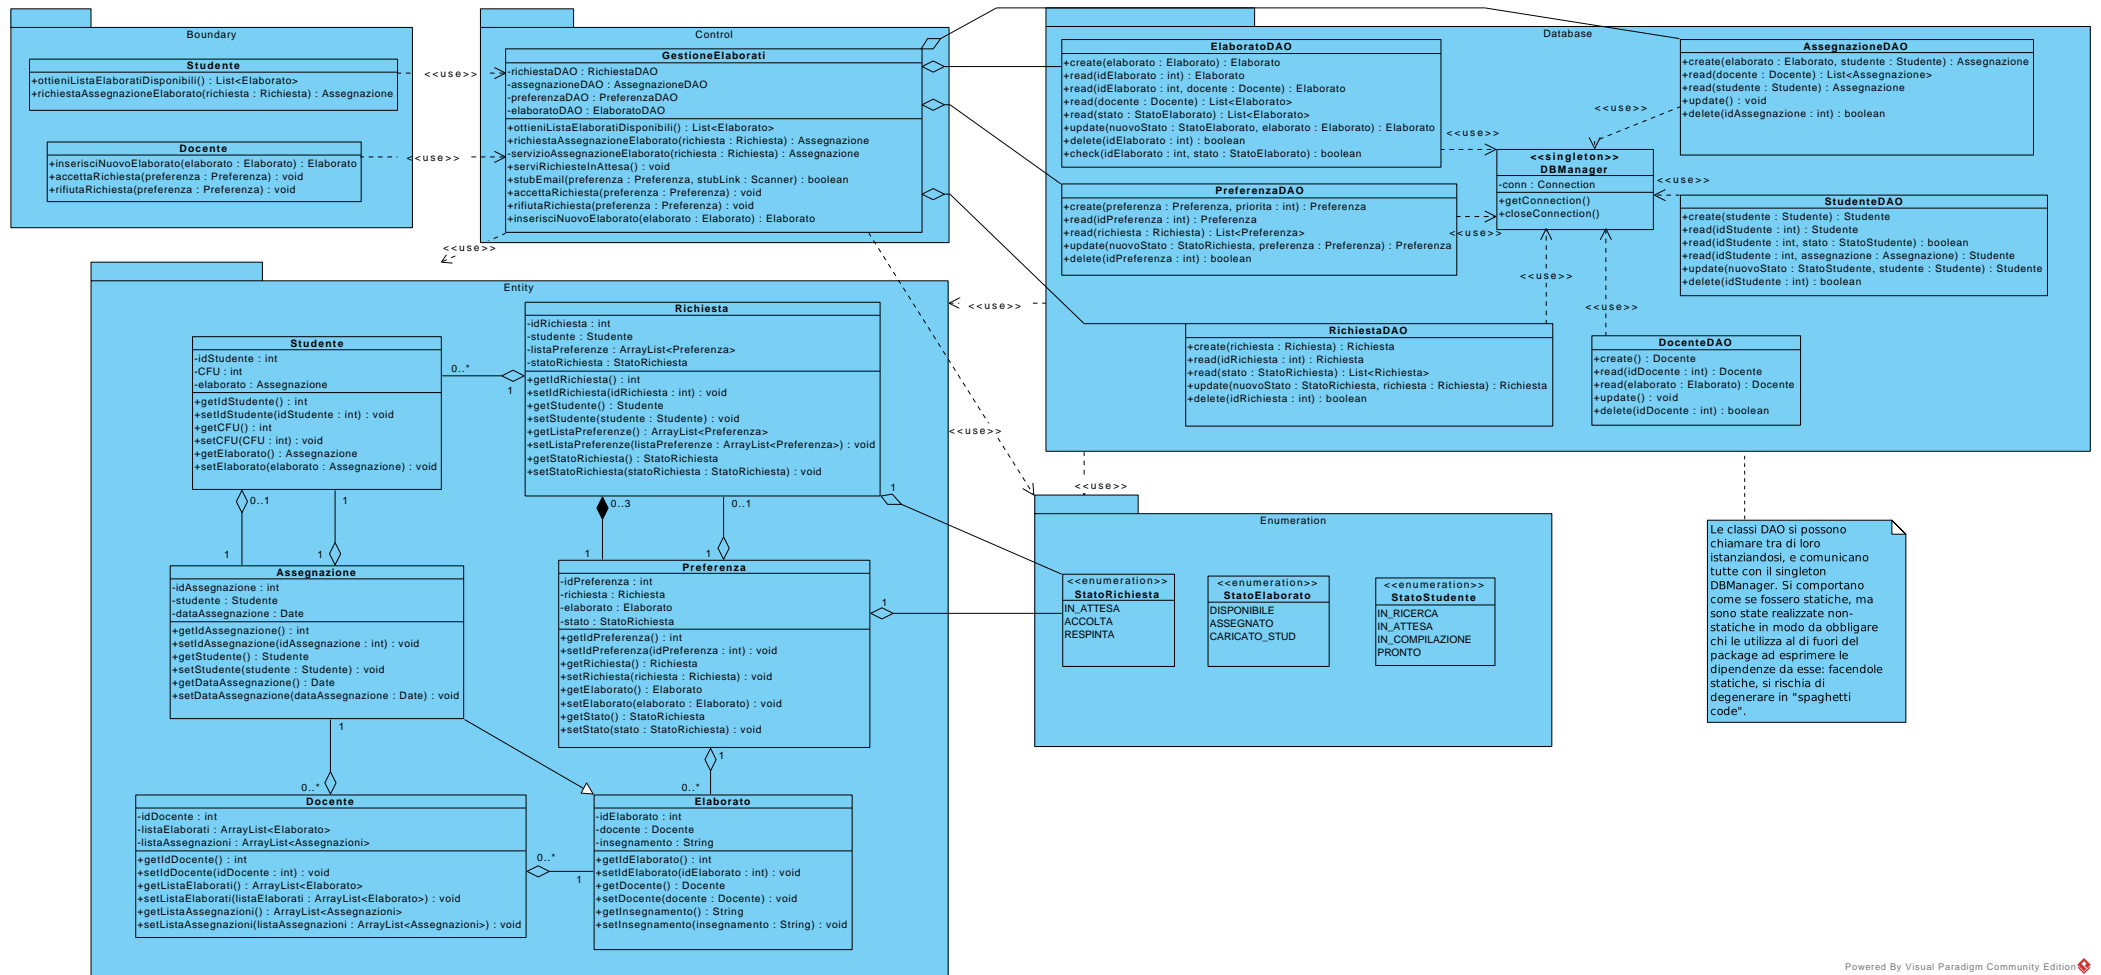 Boundary
Studente
+ottieniListaElaboratiDisponibili() : List<Elaborato>
+richiestaAssegnazioneElaborato(richiesta : Richiesta) : Assegnazione
Docente
+inserisciNuovoElaborato(elaborato : Elaborato) : Elaborato
+accettaRichiesta(preferenza : Preferenza) : void
+rifiutaRichiesta(preferenza : Preferenza) : void
<<use>>
<<use>>
Control
GestioneElaborati
-richiestaDAO : RichiestaDAO
-assegnazioneDAO : AssegnazioneDAO
-preferenzaDAO : PreferenzaDAO
-elaboratoDAO : ElaboratoDAO
+ottieniListaElaboratiDisponibili() : List<Elaborato>
+richiestaAssegnazioneElaborato(richiesta : Richiesta) : Assegnazione
-servizioAssegnazioneElaborato(richiesta : Richiesta) : Assegnazione
+serviRichiesteInAttesa() : void
+stubEmail(preferenza : Preferenza, stubLink : Scanner) : boolean
+accettaRichiesta(preferenza : Preferenza) : void
+rifiutaRichiesta(preferenza : Preferenza) : void
+inserisciNuovoElaborato(elaborato : Elaborato) : Elaborato
<<use>>
Database
ElaboratoDAO
+create(elaborato : Elaborato) : Elaborato
+read(idElaborato : int) : Elaborato
+read(idElaborato : int, docente : Docente) : Elaborato
+read(docente : Docente) : List<Elaborato>
+read(stato : StatoElaborato) : List<Elaborato>
+update(nuovoStato : StatoElaborato, elaborato : Elaborato) : Elaborato
+delete(idElaborato : int) : boolean
+check(idElaborato : int, stato : StatoElaborato) : boolean
AssegnazioneDAO
+create(elaborato : Elaborato, studente : Studente) : Assegnazione
+read(docente : Docente) : List<Assegnazione>
+read(studente : Studente) : Assegnazione
+update() : void
+delete(idAssegnazione : int) : boolean
<<use>>
<<use>>
<<singleton>>
DBManager
-conn : Connection
+getConnection()
+closeConnection()
<<use>>
PreferenzaDAO
+create(preferenza : Preferenza, priorita : int) : Preferenza
+read(idPreferenza : int) : Preferenza
+read(richiesta : Richiesta) : List<Preferenza>
+update(nuovoStato : StatoRichiesta, preferenza : Preferenza) : Preferenza
+delete(idPreferenza : int) : boolean
<<use>>
StudenteDAO
+create(studente : Studente) : Studente
+read(idStudente : int) : Studente
+read(idStudente : int, stato : StatoStudente) : boolean
+read(idStudente : int, assegnazione : Assegnazione) : Studente
+update(nuovoStato : StatoStudente, studente : Studente) : Studente
+delete(idStudente : int) : boolean
<<use>>
<<use>>
<<use>>
RichiestaDAO
+create(richiesta : Richiesta) : Richiesta
+read(idRichiesta : int) : Richiesta
+read(stato : StatoRichiesta) : List<Richiesta>
+update(nuovoStato : StatoRichiesta, richiesta : Richiesta) : Richiesta
+delete(idRichiesta : int) : boolean
DocenteDAO
+create() : Docente
+read(idDocente : int) : Docente
+read(elaborato : Elaborato) : Docente
+update() : void
+delete(idDocente : int) : boolean
Entity
Richiesta
-idRichiesta : int
-studente : Studente
-listaPreferenze : ArrayList<Preferenza>
-statoRichiesta : StatoRichiesta
+getIdRichiesta() : int
+setIdRichiesta(idRichiesta : int) : void
+getStudente() : Studente
+setStudente(studente : Studente) : void
+getListaPreferenze() : ArrayList<Preferenza>
+setListaPreferenze(listaPreferenze : ArrayList<Preferenza>) : void
+getStatoRichiesta() : StatoRichiesta
+setStatoRichiesta(statoRichiesta : StatoRichiesta) : void
Studente
-idStudente : int
-CFU : int
-elaborato : Assegnazione
+getIdStudente() : int
+setIdStudente(idStudente : int) : void
+getCFU() : int
+setCFU(CFU : int) : void
+getElaborato() : Assegnazione
+setElaborato(elaborato : Assegnazione) : void
0..*
1
<<use>>
<<use>>
0..1
1
0..3
0..1
1
1
1
1
1
Assegnazione
-idAssegnazione : int
-studente : Studente
-dataAssegnazione : Date
+getIdAssegnazione() : int
+setIdAssegnazione(idAssegnazione : int) : void
+getStudente() : Studente
+setStudente(studente : Studente) : void
+getDataAssegnazione() : Date
+setDataAssegnazione(dataAssegnazione : Date) : void
Preferenza
-idPreferenza : int
-richiesta : Richiesta
-elaborato : Elaborato
-stato : StatoRichiesta
+getIdPreferenza() : int
+setIdPreferenza(idPreferenza : int) : void
+getRichiesta() : Richiesta
+setRichiesta(richiesta : Richiesta) : void
+getElaborato() : Elaborato
+setElaborato(elaborato : Elaborato) : void
+getStato() : StatoRichiesta
+setStato(stato : StatoRichiesta) : void
1
1
1
0..*
0..*
Docente
-idDocente : int
-listaElaborati : ArrayList<Elaborato>
-listaAssegnazioni : ArrayList<Assegnazioni>
+getIdDocente() : int
+setIdDocente(idDocente : int) : void
+getListaElaborati() : ArrayList<Elaborato>
+setListaElaborati(listaElaborati : ArrayList<Elaborato>) : void
+getListaAssegnazioni() : ArrayList<Assegnazioni>
+setListaAssegnazioni(listaAssegnazioni : ArrayList<Assegnazioni>) : void
0..*
1
Elaborato
-idElaborato : int
-docente : Docente
-insegnamento : String
+getIdElaborato() : int
+setIdElaborato(idElaborato : int) : void
+getDocente() : Docente
+setDocente(docente : Docente) : void
+getInsegnamento() : String
+setInsegnamento(insegnamento : String) : void
Enumeration
<<enumeration>>
StatoRichiesta
IN_ATTESA
ACCOLTA
RESPINTA
<<enumeration>>
StatoElaborato
DISPONIBILE
ASSEGNATO
CARICATO_STUD
<<enumeration>>
StatoStudente
IN_RICERCA
IN_ATTESA
IN_COMPILAZIONE
PRONTO
Le classi DAO si possono
chiamare tra di loro
istanziandosi, e comunicano
tutte con il singleton
DBManager. Si comportano
come se fossero statiche, ma
sono state realizzate non-
statiche in modo da obbligare
chi le utilizza al di fuori del
package ad esprimere le
dipendenze da esse: facendole
statiche, si rischia di
degenerare in "spaghetti
code".
Powered By Visual Paradigm Community Edition